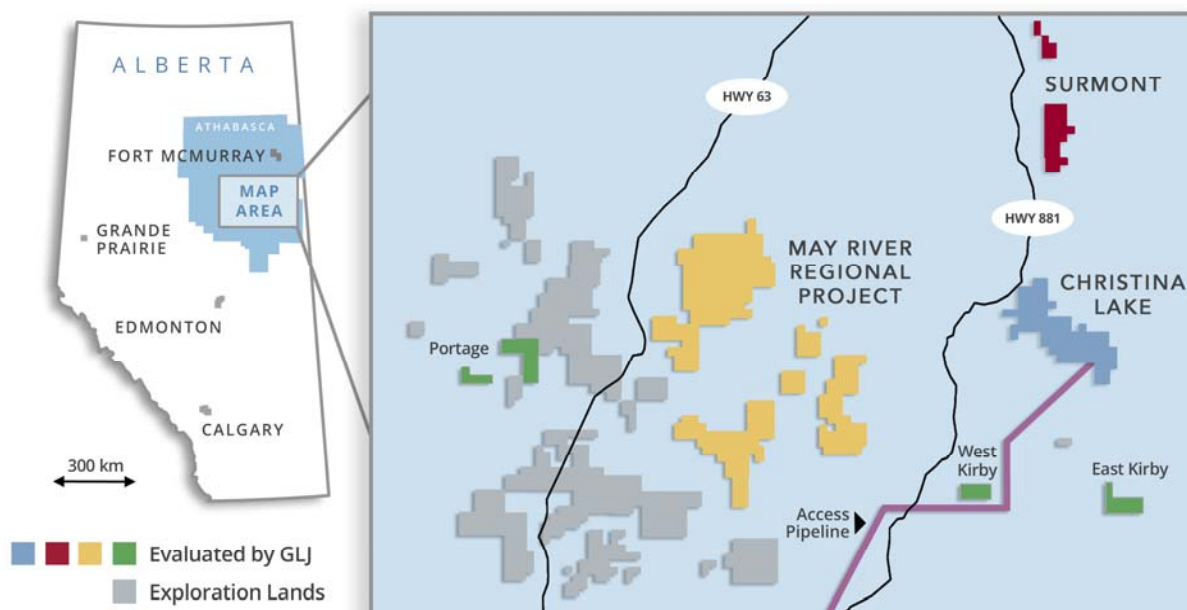 ALBERTA
ATHABASCA
FORT MCMURRAY
MAP
AREA
GRANDE
PRAIRIE
EDMONTON
CALGARY
300 km
Evaluated by GLJ
Exploration Lands
HWY 63
SURMONT
HWY 881
MAY RIVER
REGIONAL
PROJECT
CHRISTINA
LAKE
Portage
West
Kirby
East Kirby
Access
Pipeline